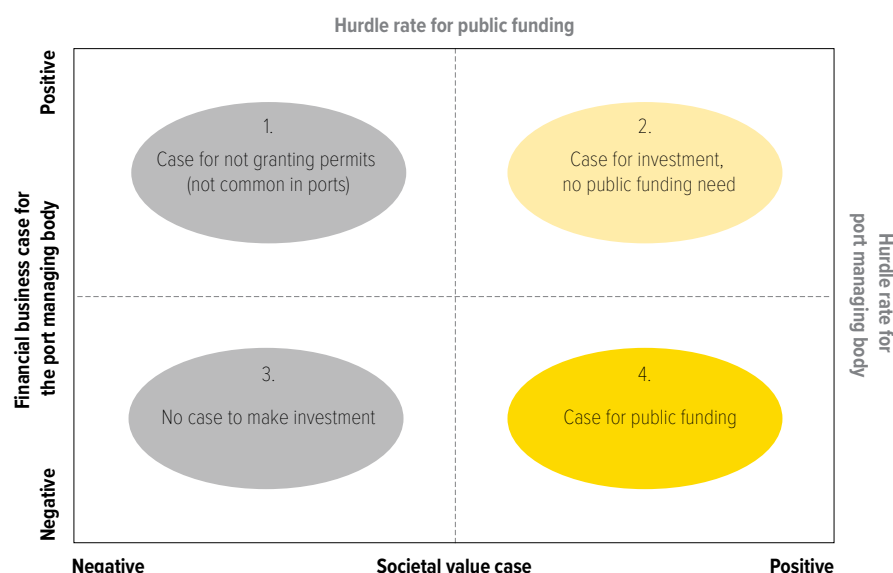 Hurdle rate for public funding
Positive
1.
Case for not granting permits
(not common in ports)
2.
Case for investment,
no public funding need
Financial business case for
the port managing body
Hurdle rate for
port managing body
3.
No case to make investment
4.
Case for public funding
Negative
Negative
Societal value case
Positive